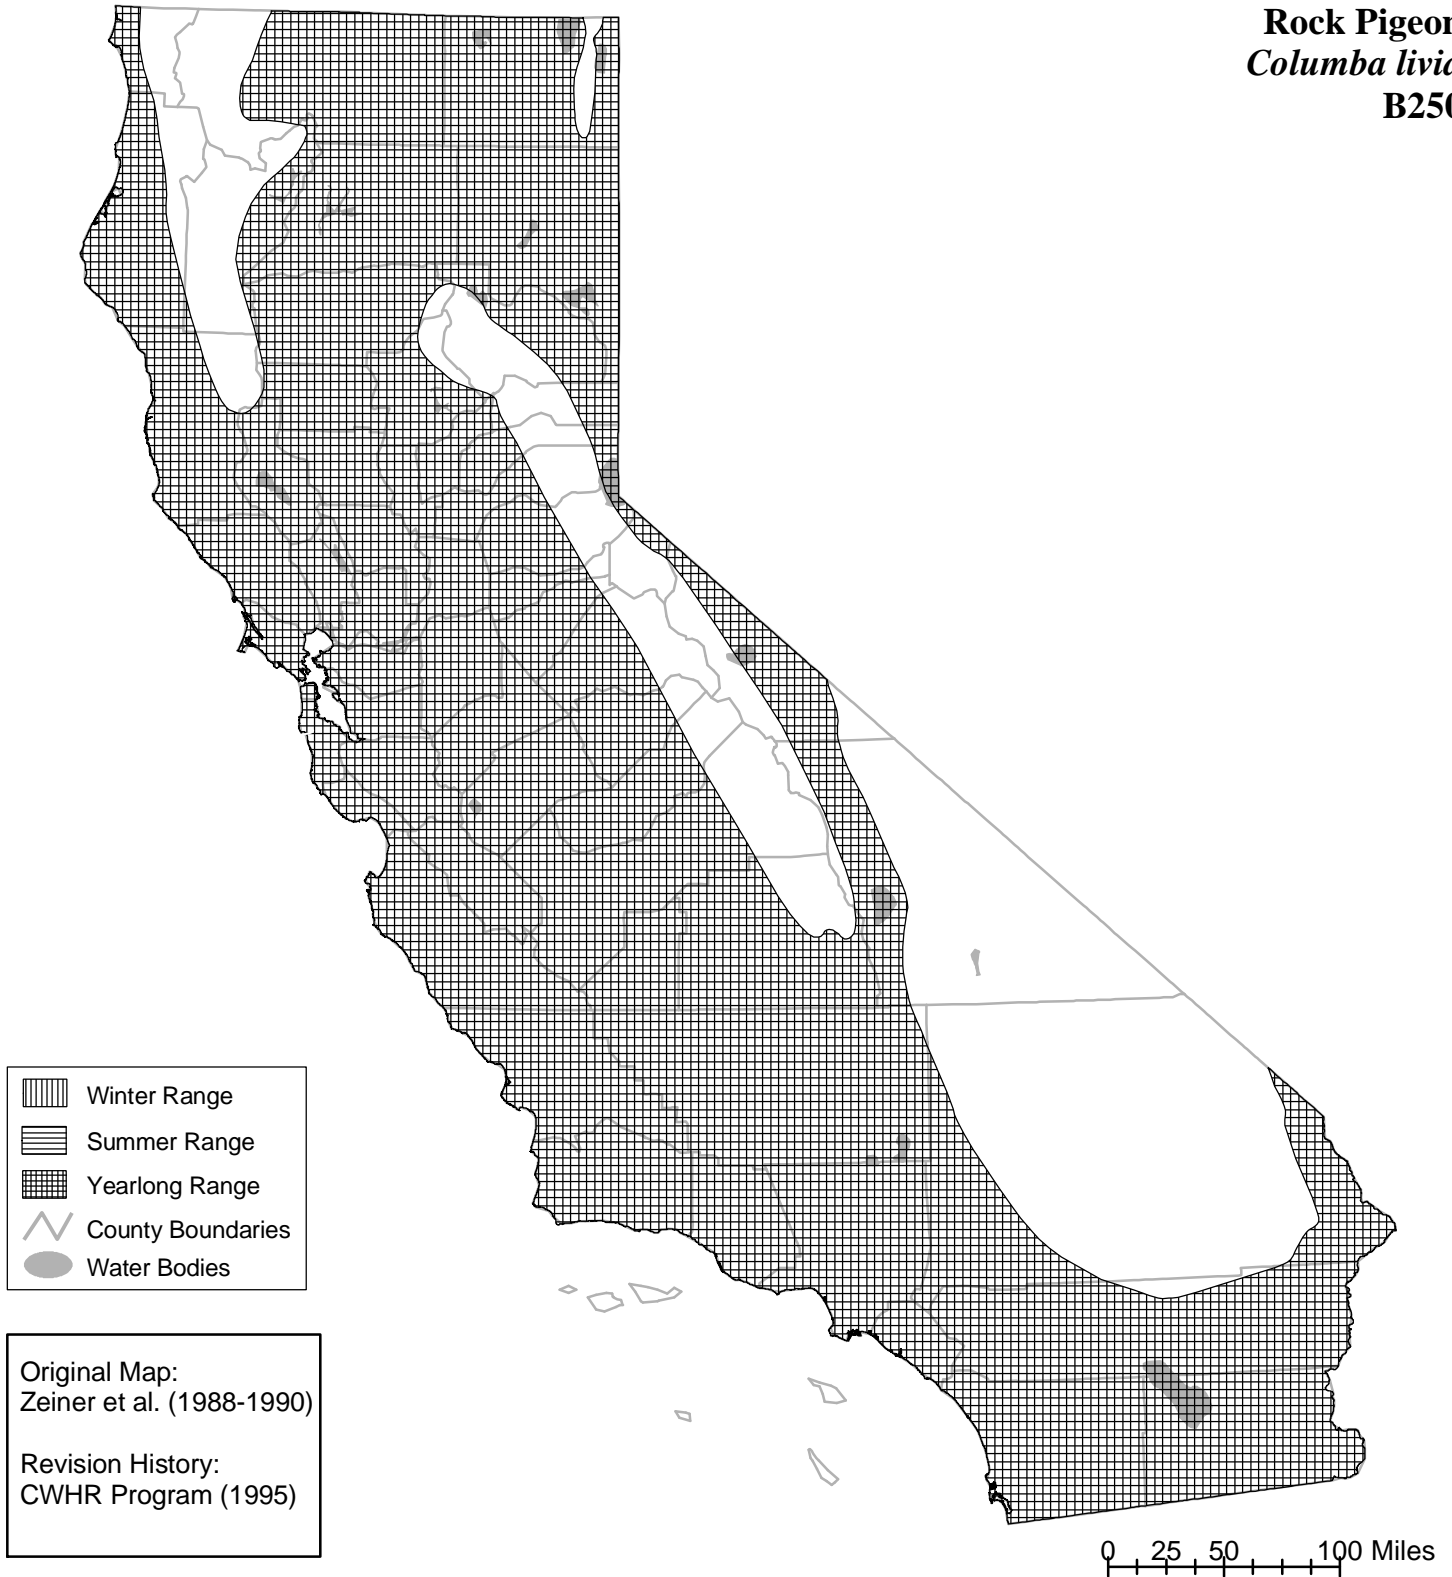 Rock Pigeon
Columba livia
B250
Winter Range
Summer Range
Yearlong Range
County Boundaries
Water Bodies
Original Map:
Zeiner et al. (1988-1990)
Revision History:
CWHR Program (1995)
0 25 50 100 Miles